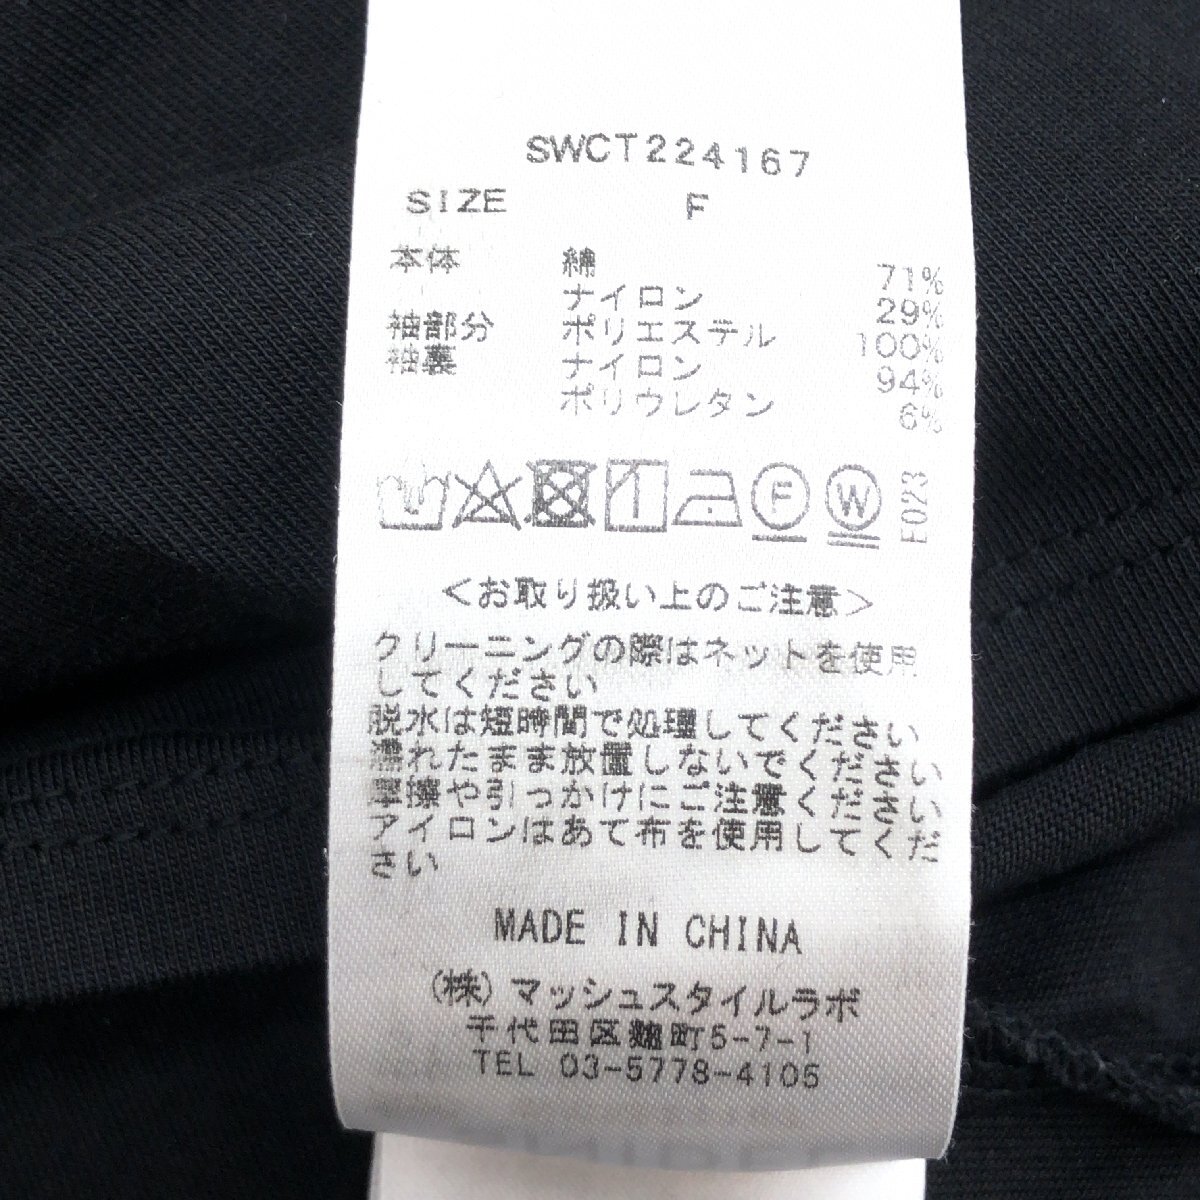 SWCT224167
SIZE F
本体 綿 71%
ナイロン 29%
袖部分 ポリエステル 100%
袖裏 ナイロン 94%
ポリウレタン 6%
F W E023
<お取り扱い上のご注意>
クリーニングの際はネットを使用
してください
脱水は短時間で処理してください
濡れたまま放置しないでください
摩擦や引っかけにご注意ください
アイロンはあて布を使用してくだ
さい
MADE IN CHINA
(株)マッシュスタイルラボ
千代田区麹町5-7-1
TEL 03-5778-4105